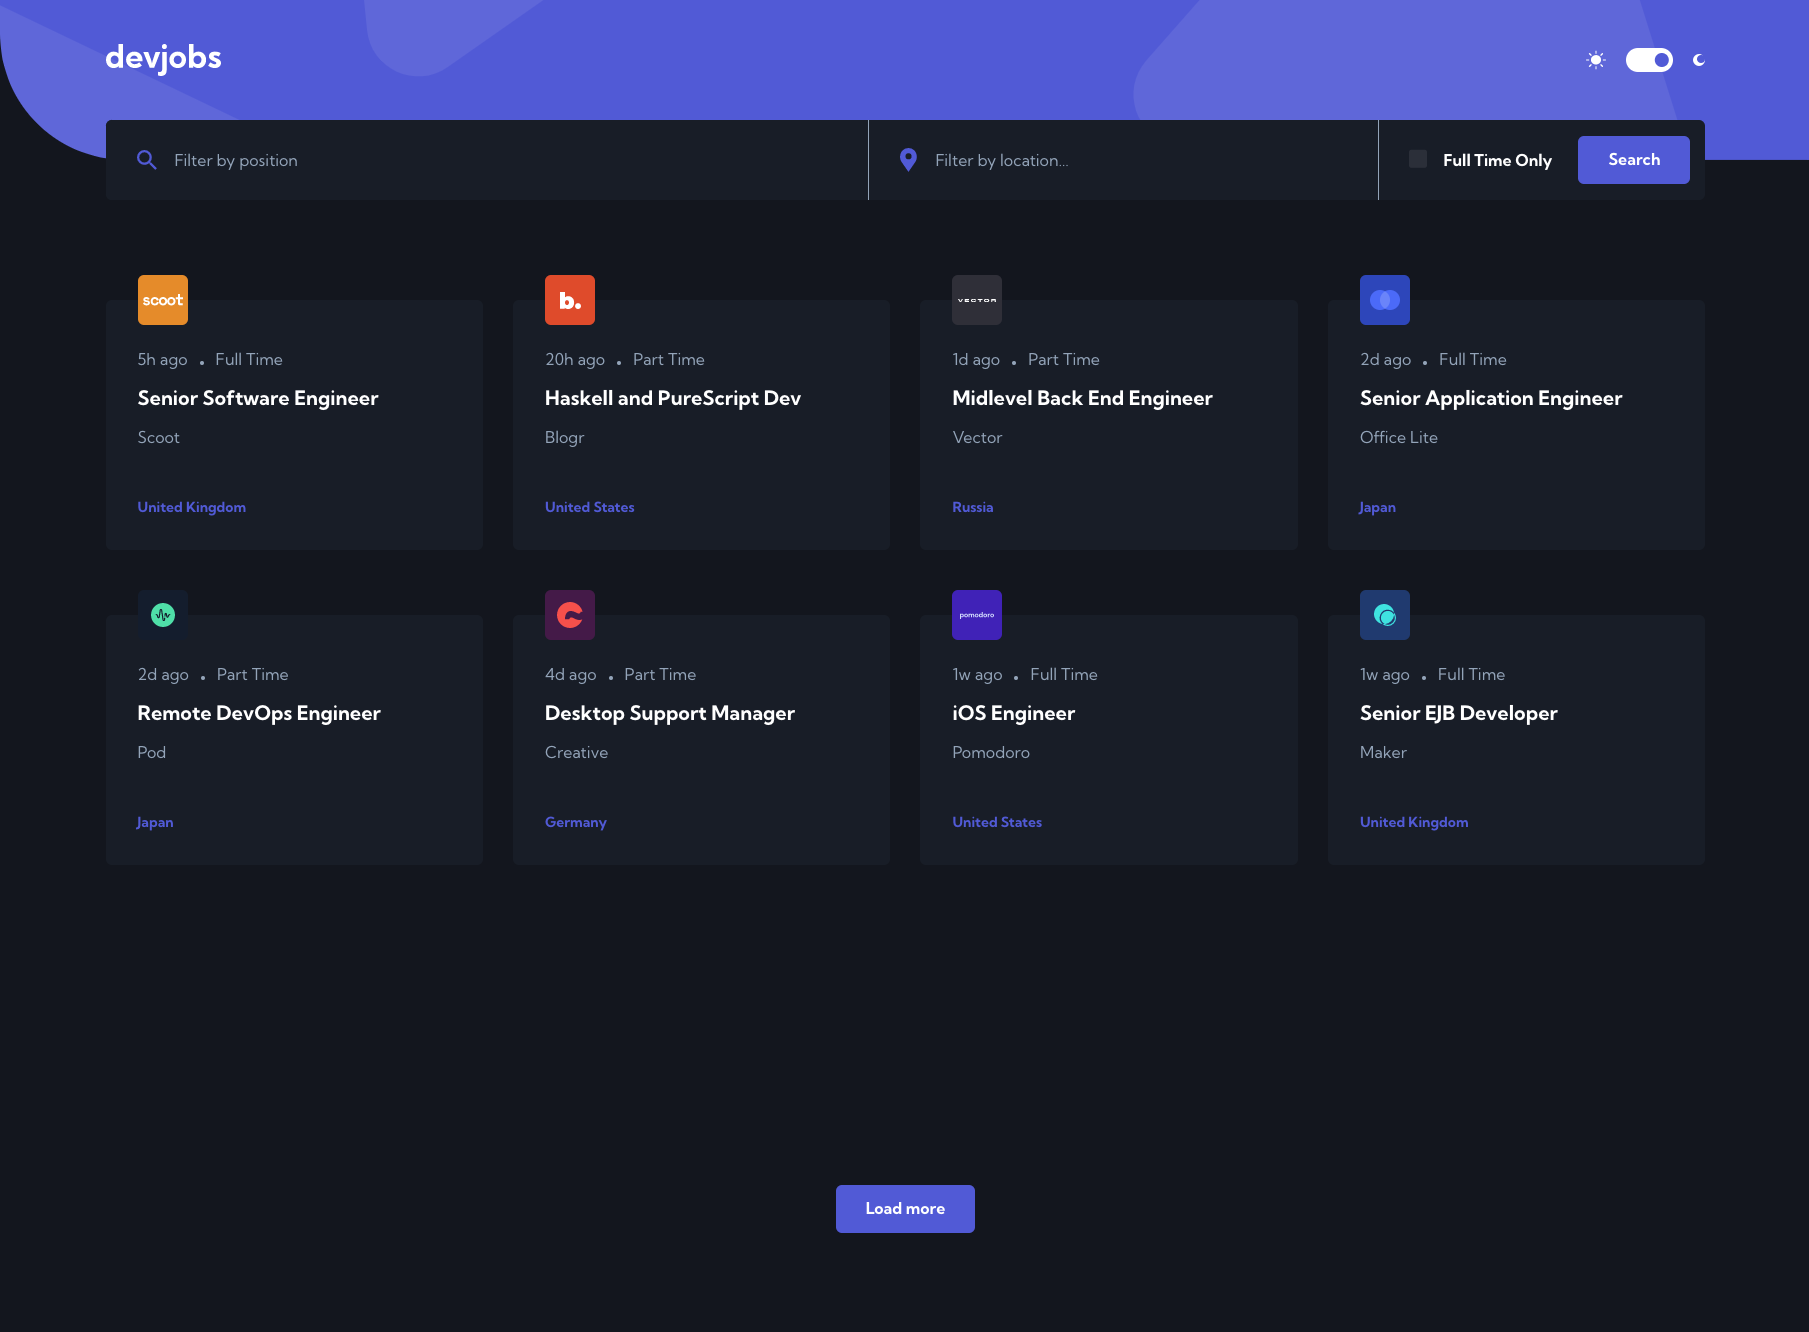 devjobs
Filter by position
Filter by location...
Full Time Only
Search
scoot
5h ago . Full Time
Senior Software Engineer
Scoot
United Kingdom
b.
20h ago . Part Time
Haskell and PureScript Dev
Blogr
United States
VECTOR
1d ago . Part Time
Midlevel Back End Engineer
Vector
Russia
2d ago . Full Time
Senior Application Engineer
Office Lite
Japan
2d ago . Part Time
Remote DevOps Engineer
Pod
Japan
4d ago . Part Time
Desktop Support Manager
Creative
Germany
pomodoro
1w ago . Full Time
iOS Engineer
Pomodoro
United States
1w ago . Full Time
Senior EJB Developer
Maker
United Kingdom
Load more